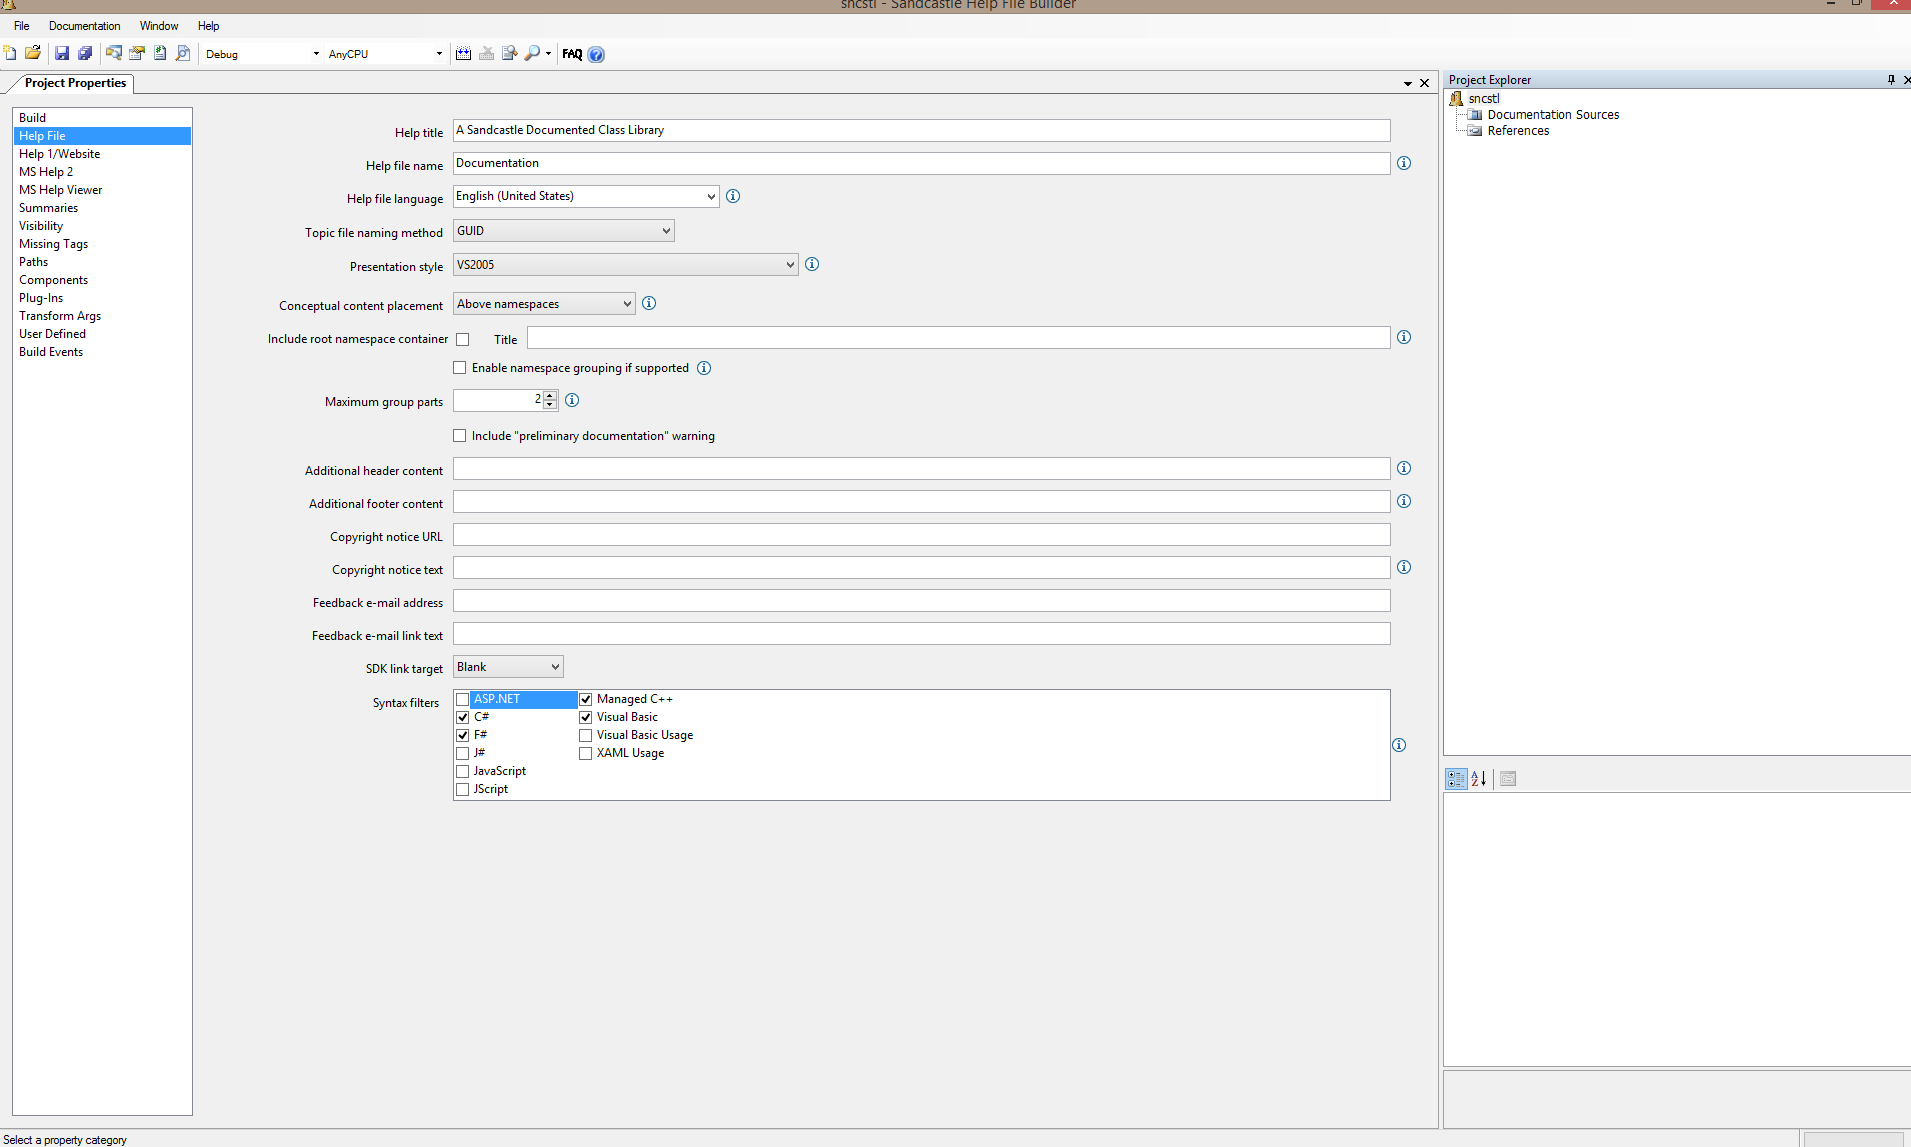 sncstl - Sandcastle Help File Builder
File Documentation Window Help
Debug AnyCPU FAQ
Project Properties
Build
Help File
Help 1/Website
MS Help 2
MS Help Viewer
Summaries
Visibility
Missing Tags
Paths
Components
Plug-Ins
Transform Args
User Defined
Build Events
Help title A Sandcastle Documented Class Library
Help file name Documentation
Help file language English (United States)
Topic file naming method GUID
Presentation style VS2005
Conceptual content placement Above namespaces
Include root namespace container Title
Enable namespace grouping if supported
Maximum group parts 2
Include "preliminary documentation" warning
Additional header content
Additional footer content
Copyright notice URL
Copyright notice text
Feedback e-mail address
Feedback e-mail link text
SDK link target Blank
Syntax filters
ASP.NET Managed C++
C# Visual Basic
F# Visual Basic Usage
J# XAML Usage
JavaScript
JScript
Project Explorer
sncstl
Documentation Sources
References
Select a property category